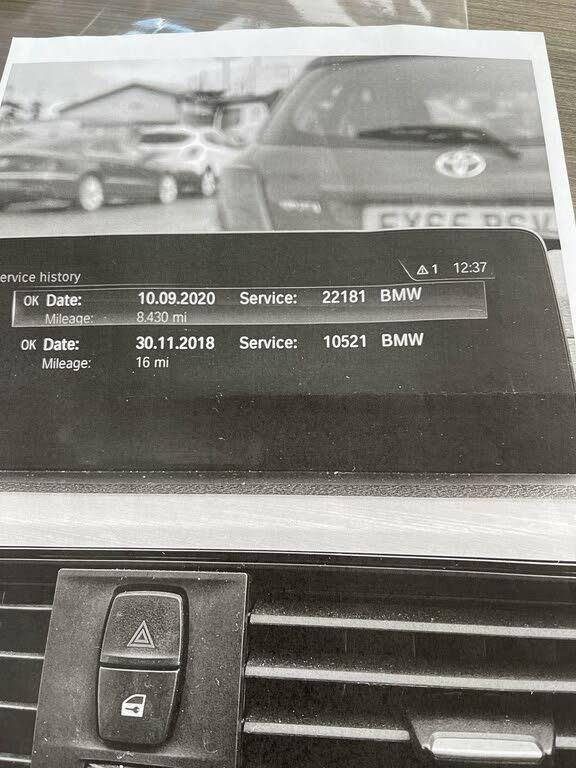 ervice history
1 12:37
OK Date: 10.09.2020 Service: 22181 BMW
Mileage: 8.430 mi
OK Date: 30.11.2018 Service: 10521 BMW
Mileage: 16 mi